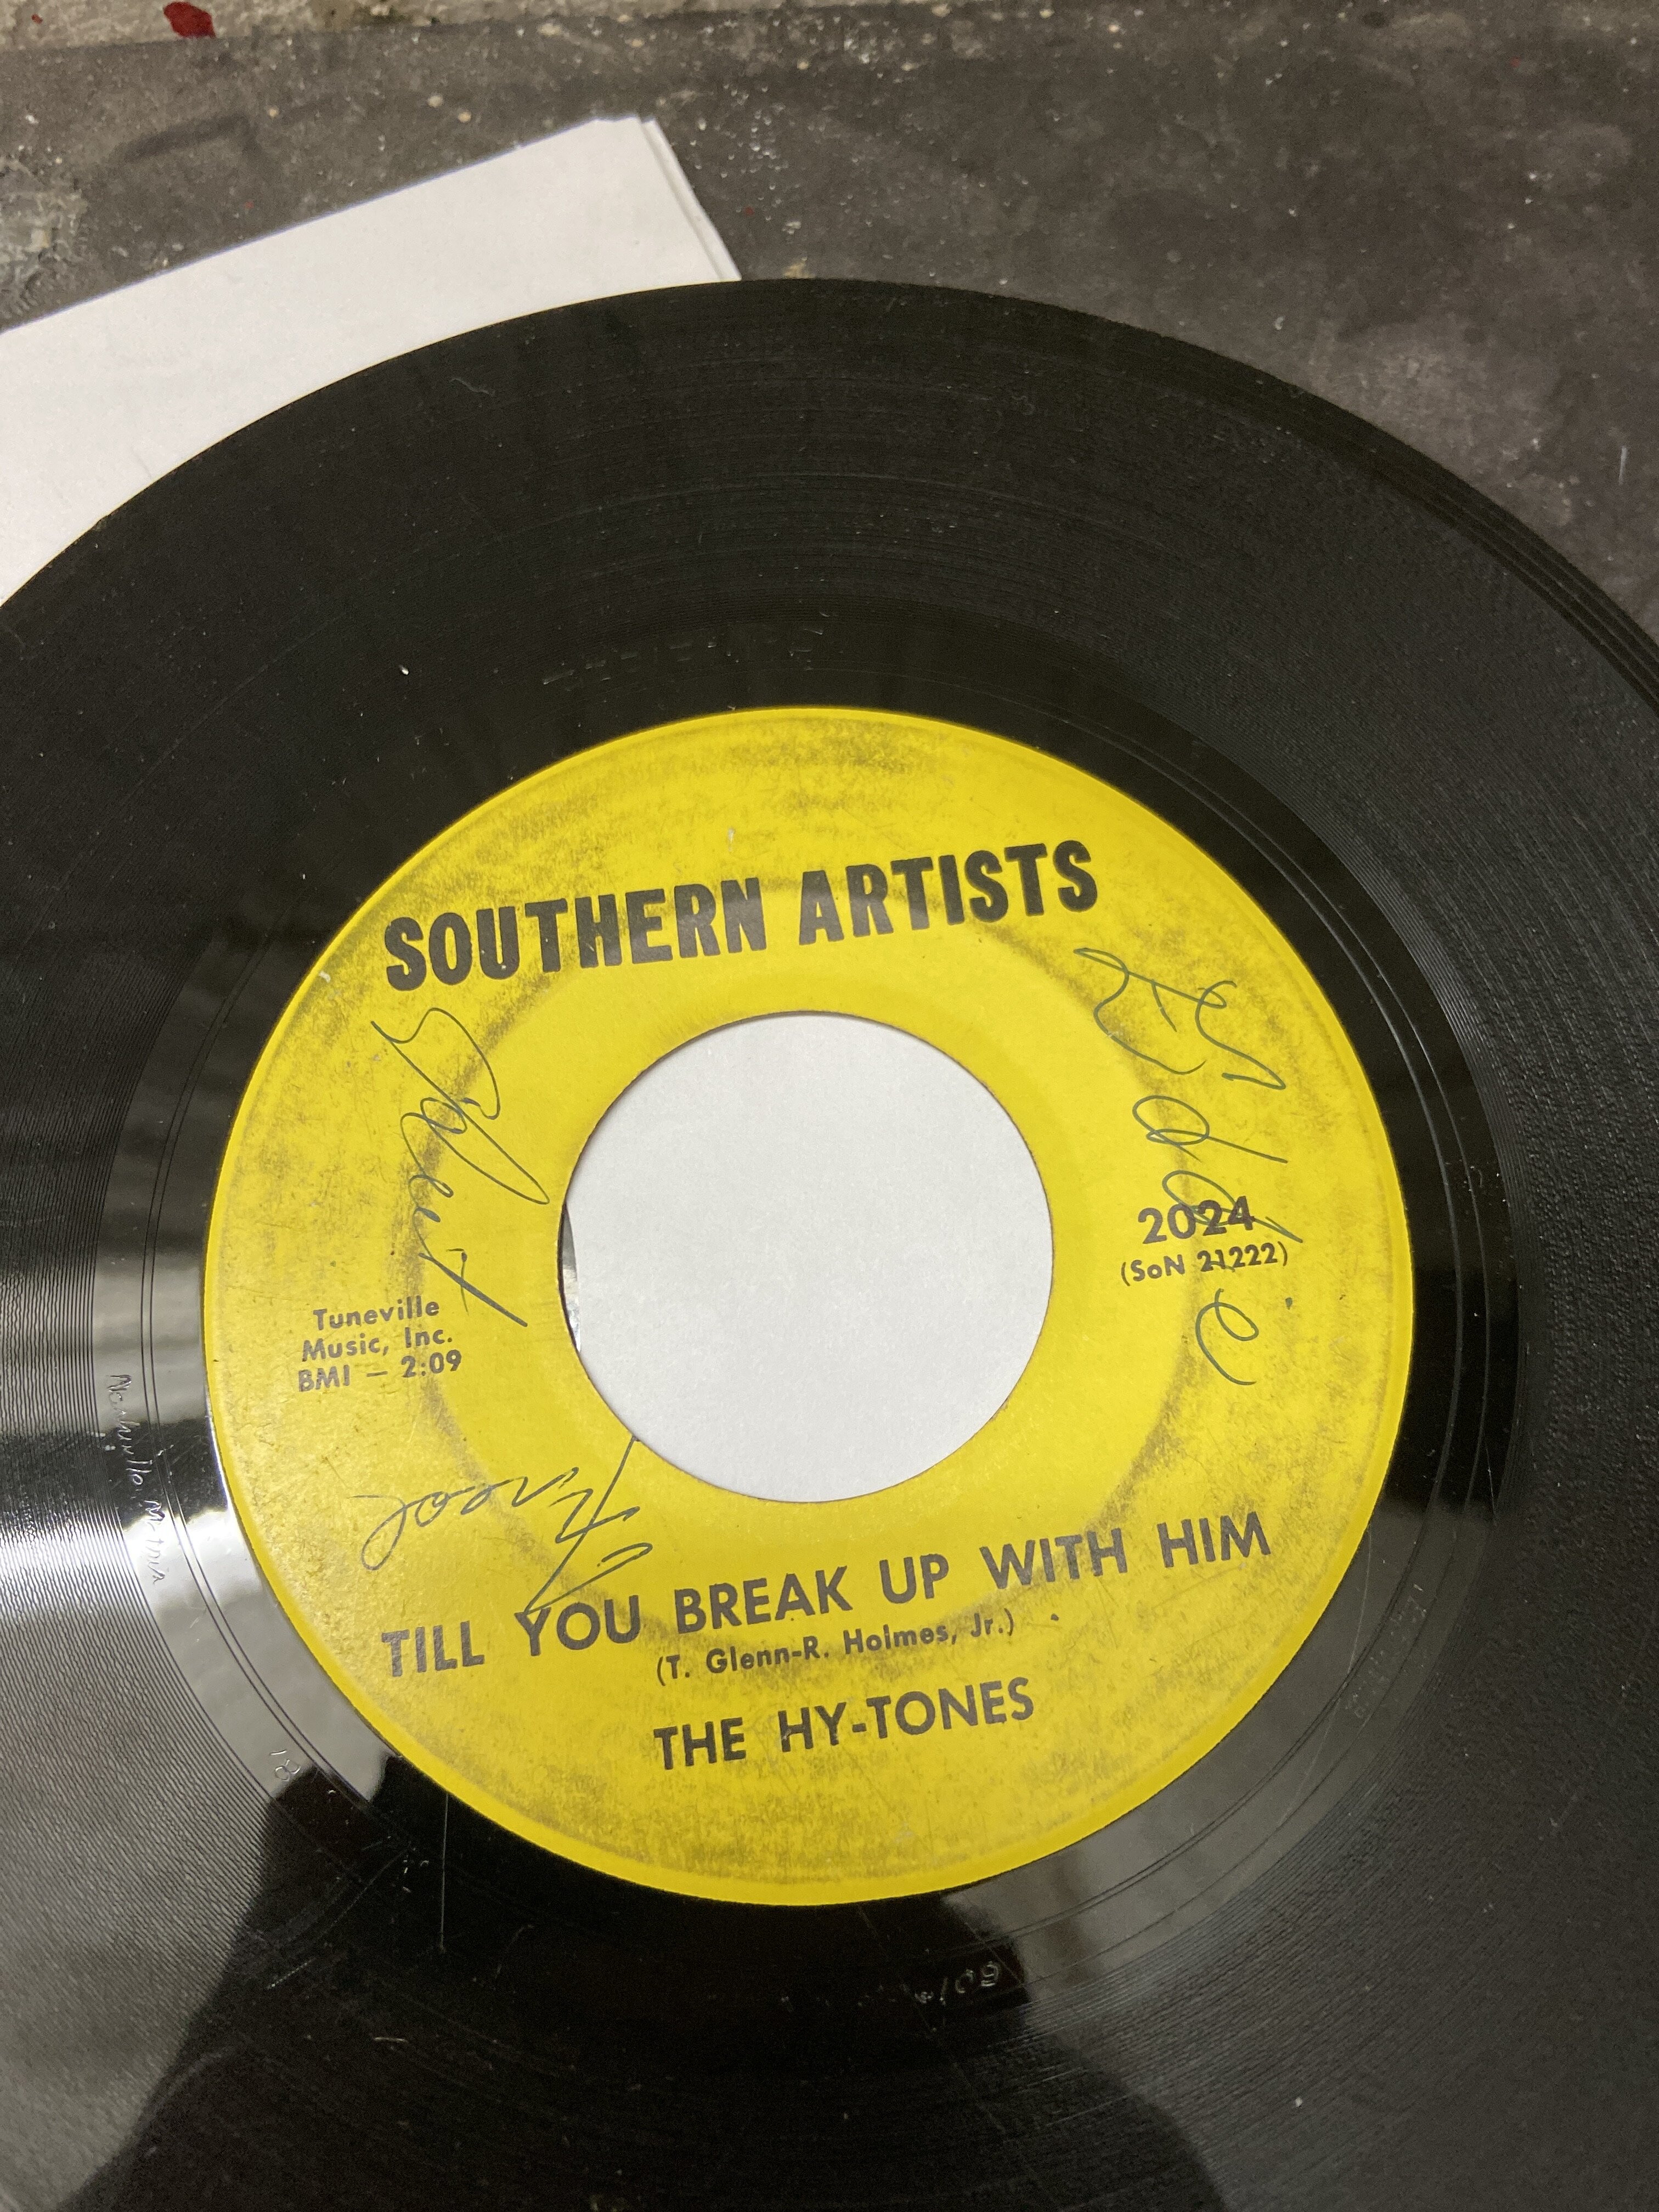 SOUTHERN ARTISTS
Eddie
2024
(SoN 21222)
Tuneville
Music, Inc.
BMI — 2:09
TILL YOU BREAK UP WITH HIM
(T. Glenn-R. Holmes, Jr.)
THE HY-TONES